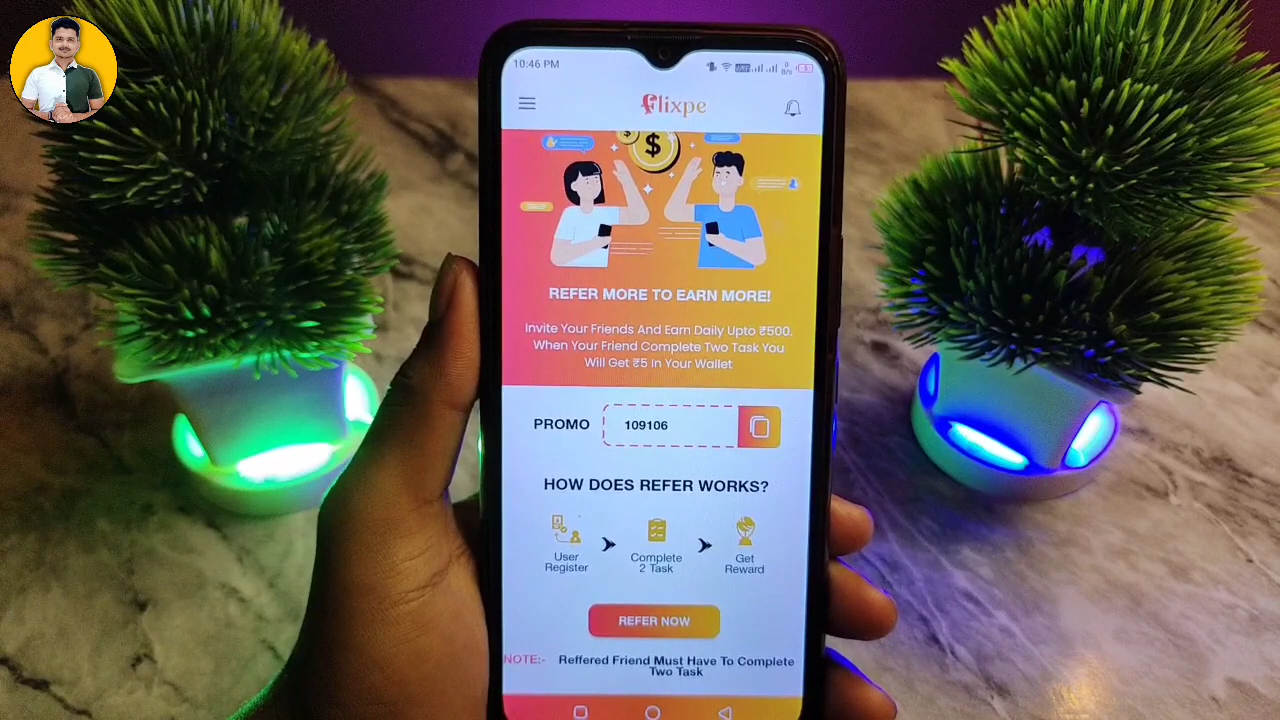 10:46 PM
flixpe
REFER MORE TO EARN MORE!
Invite Your Friends And Earn Daily Upto ₹500.
When Your Friend Complete Two Task You
Will Get ₹5 In Your Wallet
PROMO 109106
HOW DOES REFER WORKS?
User
Register
Complete
2 Task
Get
Reward
REFER NOW
NOTE:- Reffered Friend Must Have To Complete
Two Task